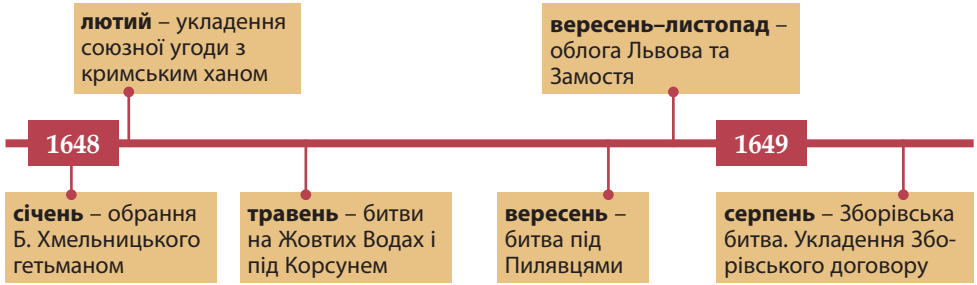 лютий – укладення
союзної угоди з
кримським ханом
вересень–листопад –
облога Львова та
Замостя
1648
1649
січень – обрання
Б. Хмельницького
гетьманом
травень – битви
на Жовтих Водах і
під Корсунем
вересень –
битва під
Пилявцями
серпень – Зборівська
битва. Укладення Збо-
рівського договору